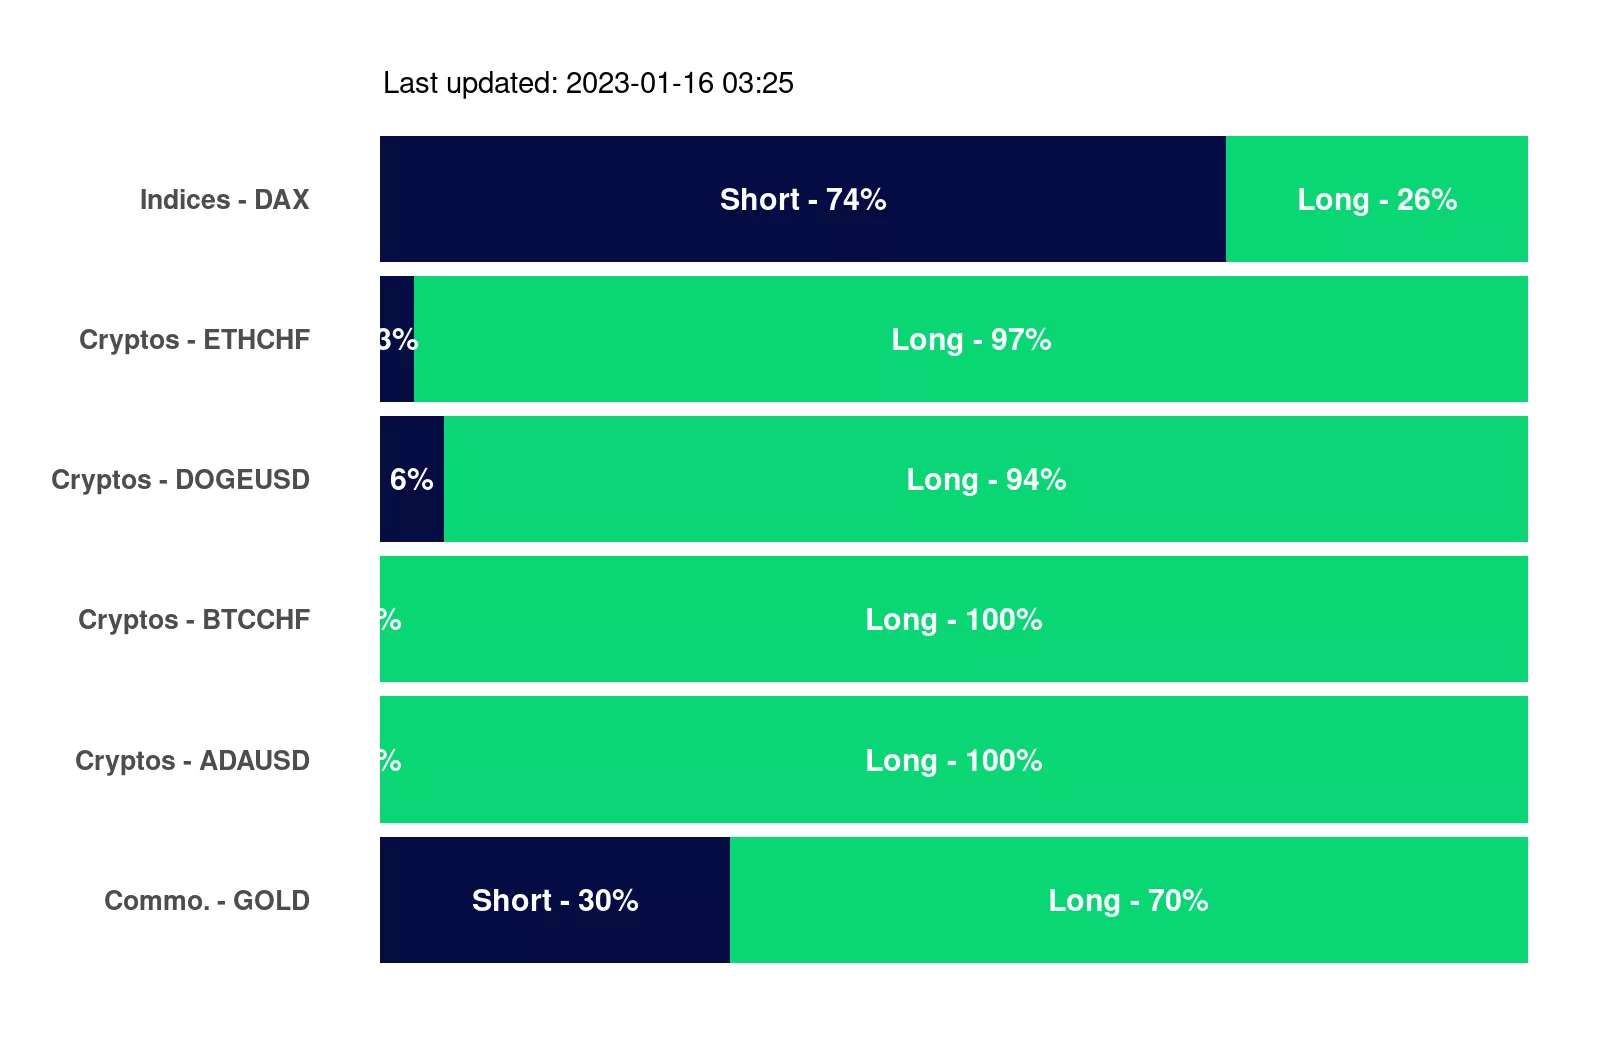 Last updated: 2023-01-16 03:25
Indices - DAX Short - 74% Long - 26%
Cryptos - ETHCHF 3% Long - 97%
Cryptos - DOGEUSD 6% Long - 94%
Cryptos - BTCCHF % Long - 100%
Cryptos - ADAUSD % Long - 100%
Commo. - GOLD Short - 30% Long - 70%